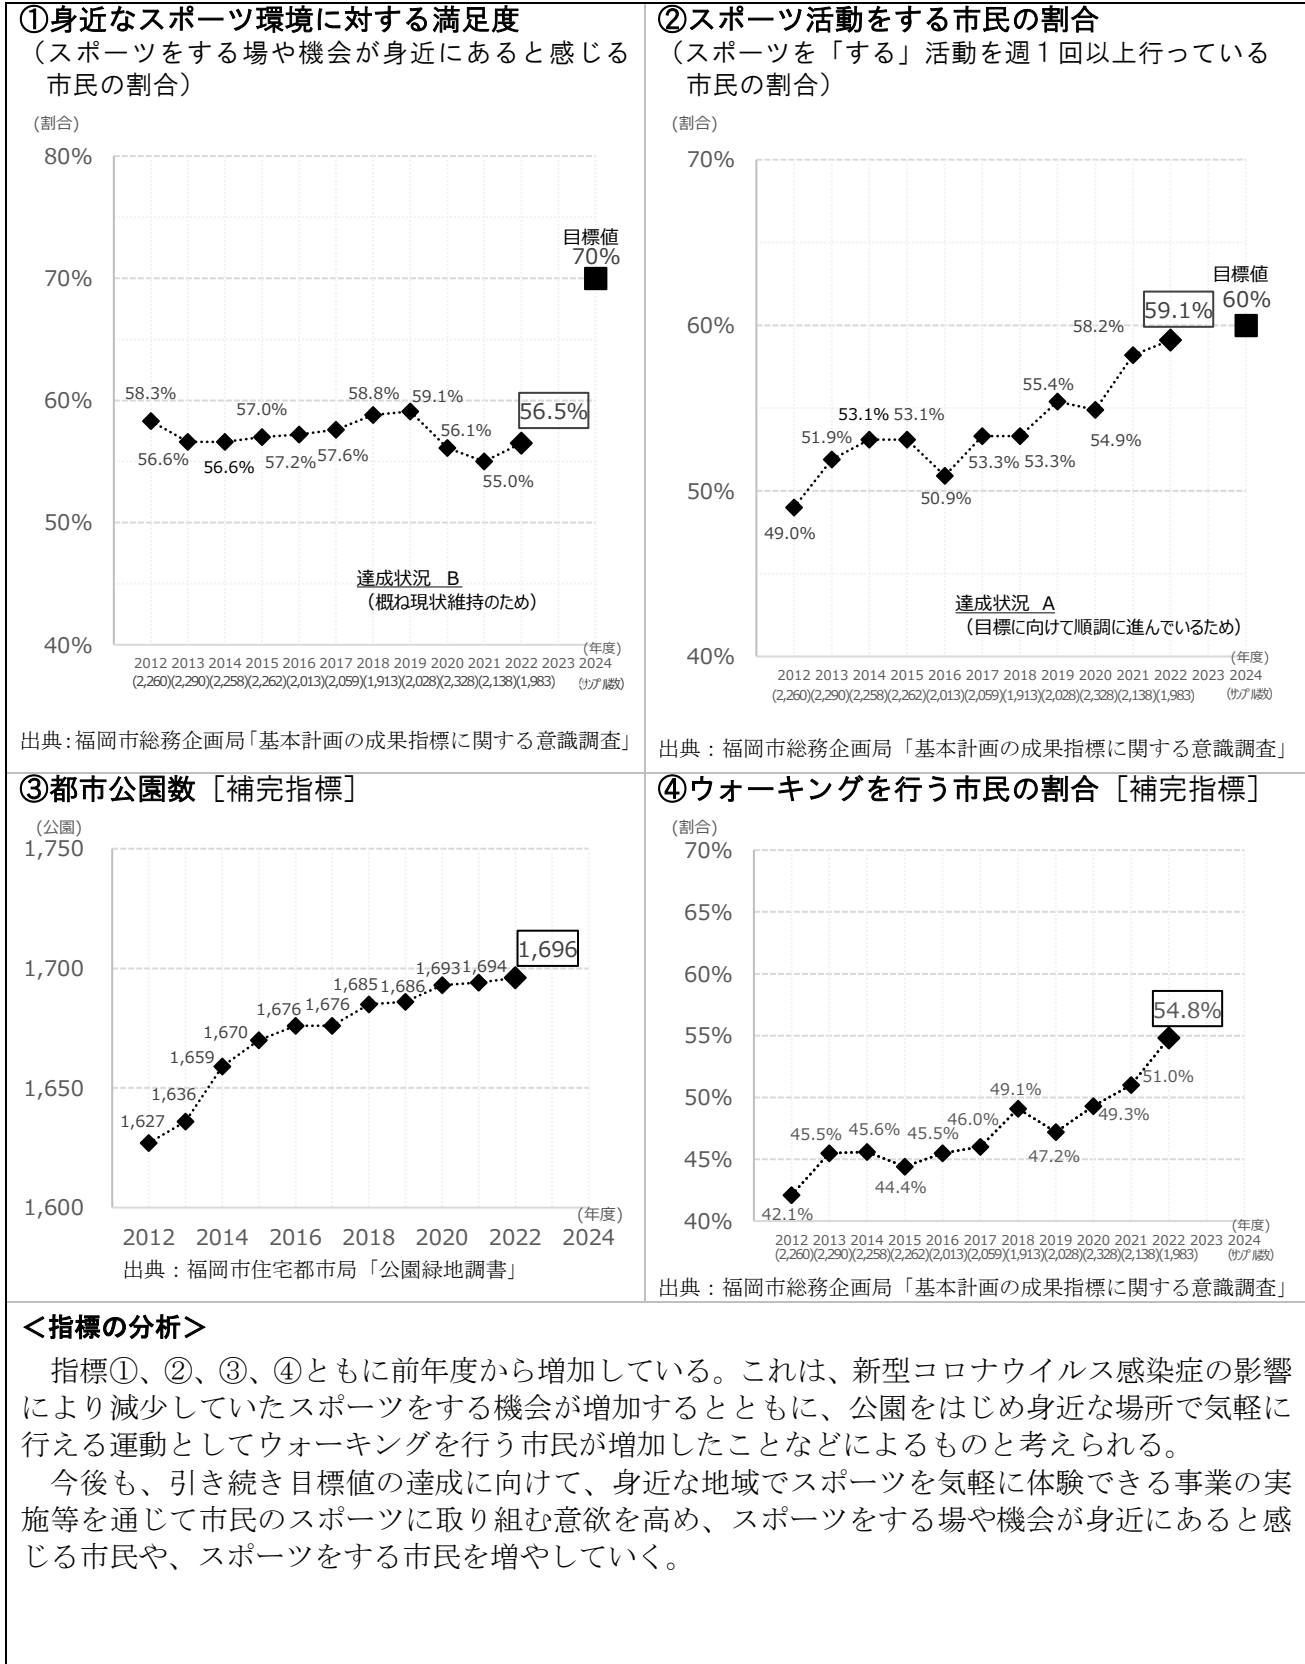 ①身近なスポーツ環境に対する満足度
（スポーツをする場や機会が身近にあると感じる
市民の割合）
(割合)
80%
70%
60%
50%
40%
目標値
70%
58.3%
56.6%
56.6%
57.0%
57.2%
57.6%
58.8%
59.1%
56.1%
55.0%
56.5%
達成状況　B
（概ね現状維持のため）
(年度)
2012 2013 2014 2015 2016 2017 2018 2019 2020 2021 2022 2023 2024
(2,260)(2,290)(2,258)(2,262)(2,013)(2,059)(1,913)(2,028)(2,328)(2,138)(1,983) (サンプル数)
出典：福岡市総務企画局「基本計画の成果指標に関する意識調査」
②スポーツ活動をする市民の割合
（スポーツを「する」活動を週１回以上行っている
市民の割合）
(割合)
70%
60%
50%
40%
目標値
60%
49.0%
51.9%
53.1%
53.1%
50.9%
53.3%
53.3%
55.4%
54.9%
58.2%
59.1%
達成状況　A
（目標に向けて順調に進んでいるため）
(年度)
2012 2013 2014 2015 2016 2017 2018 2019 2020 2021 2022 2023 2024
(2,260)(2,290)(2,258)(2,262)(2,013)(2,059)(1,913)(2,028)(2,328)(2,138)(1,983) (サンプル数)
出典：福岡市総務企画局「基本計画の成果指標に関する意識調査」
③都市公園数［補完指標］
(公園)
1,750
1,700
1,650
1,600
1,627
1,636
1,659
1,670
1,676
1,676
1,685
1,686
1,693
1,694
1,696
(年度)
2012 2014 2016 2018 2020 2022 2024
出典：福岡市住宅都市局「公園緑地調書」
④ウォーキングを行う市民の割合［補完指標］
(割合)
70%
65%
60%
55%
50%
45%
40%
42.1%
45.5%
45.6%
44.4%
45.5%
46.0%
49.1%
47.2%
49.3%
51.0%
54.8%
(年度)
2012 2013 2014 2015 2016 2017 2018 2019 2020 2021 2022 2023 2024
(2,260)(2,290)(2,258)(2,262)(2,013)(2,059)(1,913)(2,028)(2,328)(2,138)(1,983) (サンプル数)
出典：福岡市総務企画局「基本計画の成果指標に関する意識調査」
＜指標の分析＞
指標①、②、③、④ともに前年度から増加している。これは、新型コロナウイルス感染症の影響
により減少していたスポーツをする機会が増加するとともに、公園をはじめ身近な場所で気軽に
行える運動としてウォーキングを行う市民が増加したことなどによるものと考えられる。
今後も、引き続き目標値の達成に向けて、身近な地域でスポーツを気軽に体験できる事業の実
施等を通じて市民のスポーツに取り組む意欲を高め、スポーツをする場や機会が身近にあると感
じる市民や、スポーツをする市民を増やしていく。